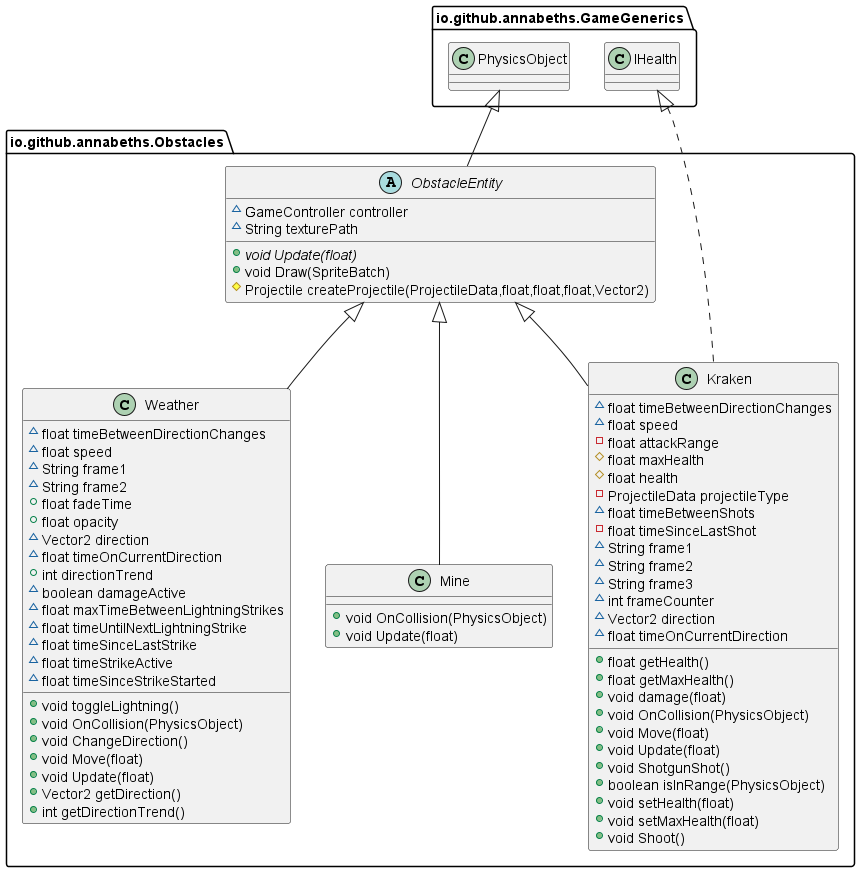 io.github.annabeths.GameGenerics
C PhysicsObject
C IHealth
io.github.annabeths.Obstacles
A ObstacleEntity
GameController controller
String texturePath
void Update(float)
void Draw(SpriteBatch)
Projectile createProjectile(ProjectileData,float,float,float,Vector2)
C Weather
float timeBetweenDirectionChanges
float speed
String frame1
String frame2
float fadeTime
float opacity
Vector2 direction
float timeOnCurrentDirection
int directionTrend
boolean damageActive
float maxTimeBetweenLightningStrikes
float timeUntilNextLightningStrike
float timeSinceLastStrike
float timeStrikeActive
float timeSinceStrikeStarted
void toggleLightning()
void OnCollision(PhysicsObject)
void ChangeDirection()
void Move(float)
void Update(float)
Vector2 getDirection()
int getDirectionTrend()
C Mine
void OnCollision(PhysicsObject)
void Update(float)
C Kraken
float timeBetweenDirectionChanges
float speed
float attackRange
float maxHealth
float health
ProjectileData projectileType
float timeBetweenShots
float timeSinceLastShot
String frame1
String frame2
String frame3
int frameCounter
Vector2 direction
float timeOnCurrentDirection
float getHealth()
float getMaxHealth()
void damage(float)
void OnCollision(PhysicsObject)
void Move(float)
void Update(float)
void ShotgunShot()
boolean isInRange(PhysicsObject)
void setHealth(float)
void setMaxHealth(float)
void Shoot()